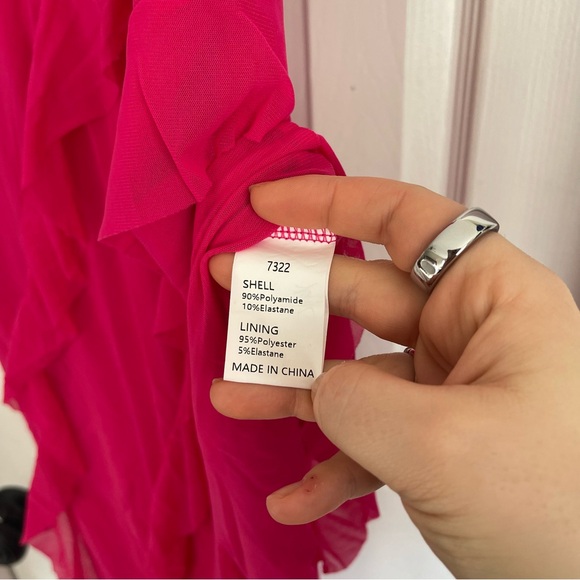 7322
SHELL
90%Polyamide
10%Elastane
LINING
95%Polyester
5%Elastane
MADE IN CHINA